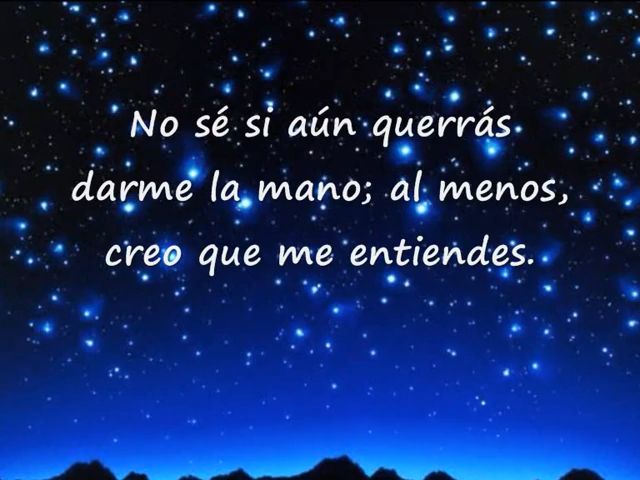 No sé si aún querrás
darme la mano; al menos,
creo que me entiendes.